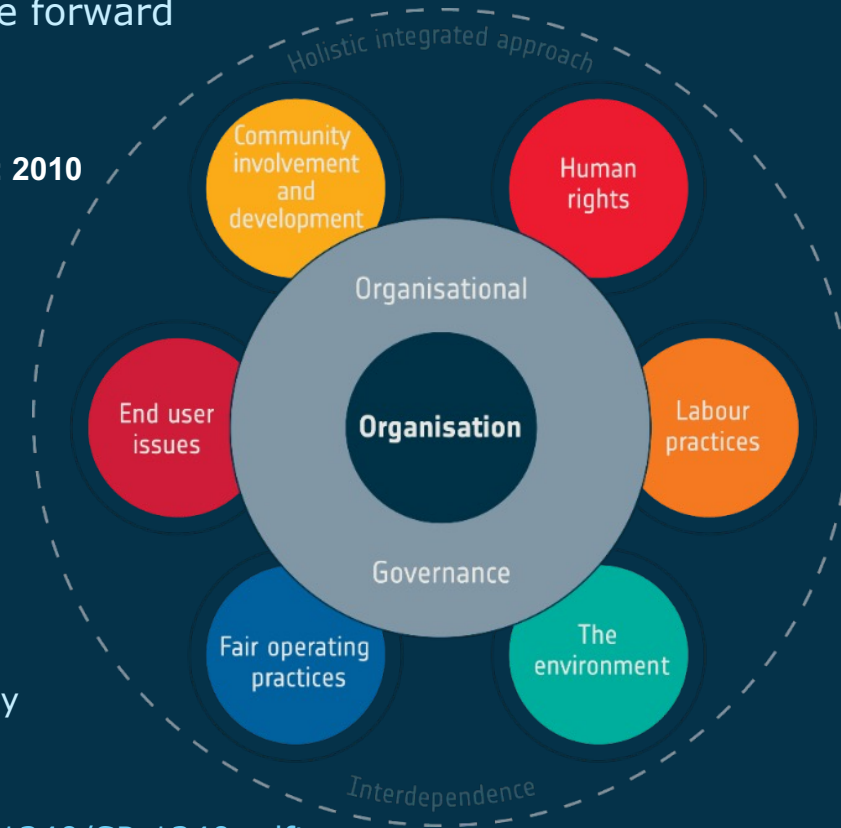 e forward
Holistic integrated approach
2010
Community
involvement
and
development
Human
rights
Organisational
End user
issues
Organisation
Labour
practices
Governance
Fair operating
practices
The
environment
y
Interdependence